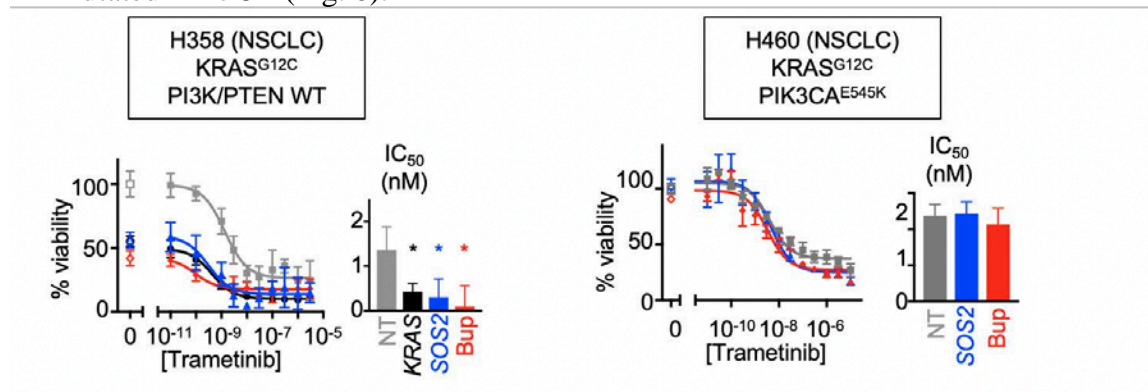 H358 (NSCLC)
KRASG12C
PI3K/PTEN WT
H460 (NSCLC)
KRASG12C
PIK3CAE545K
IC50
(nM)
% viability
100
50
0
0
10-11
10-9
10-7
10-5
[Trametinib]
2
1
0
*
*
*
NT
KRAS
SOS2
Bup
IC50
(nM)
% viability
100
50
0
0
10-10
10-8
10-6
[Trametinib]
2
1
0
NT
SOS2
Bup